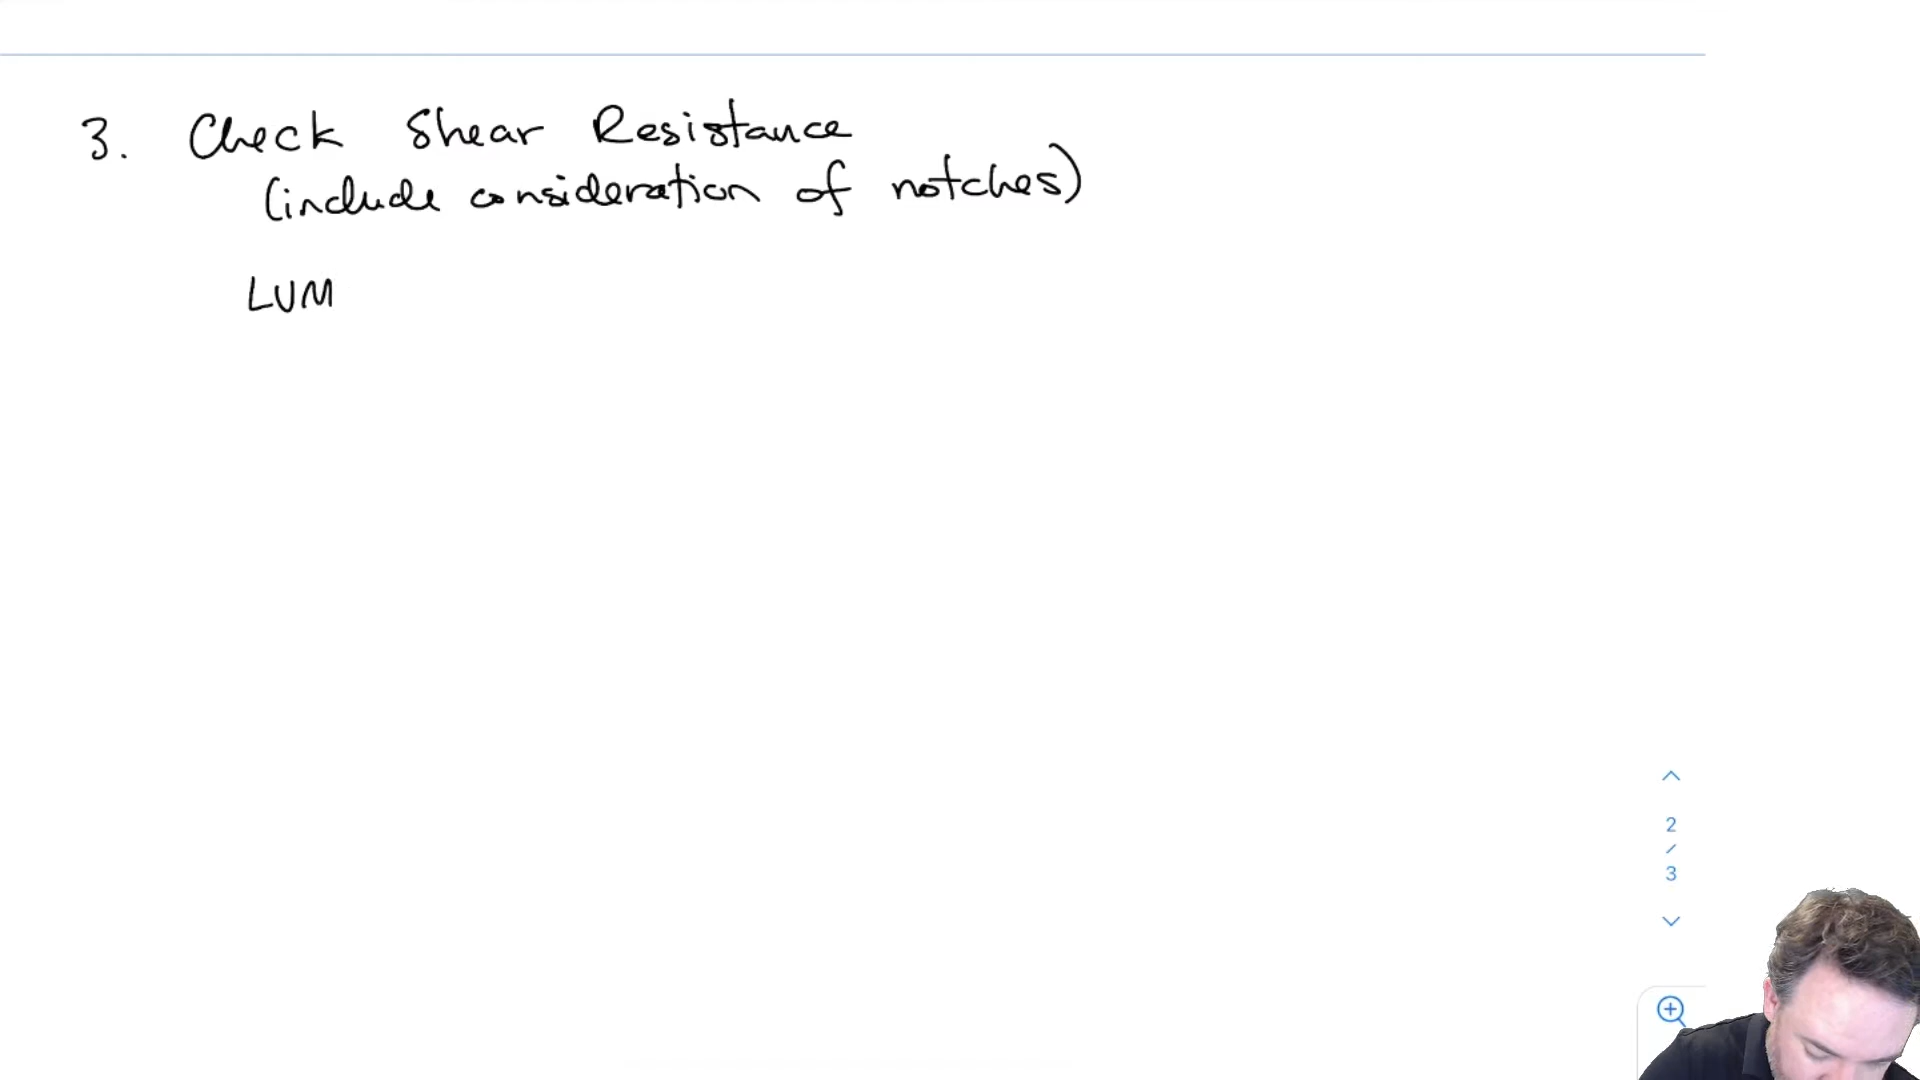 3. Check Shear Resistance
(include consideration of notches)
LUM
2
/
3